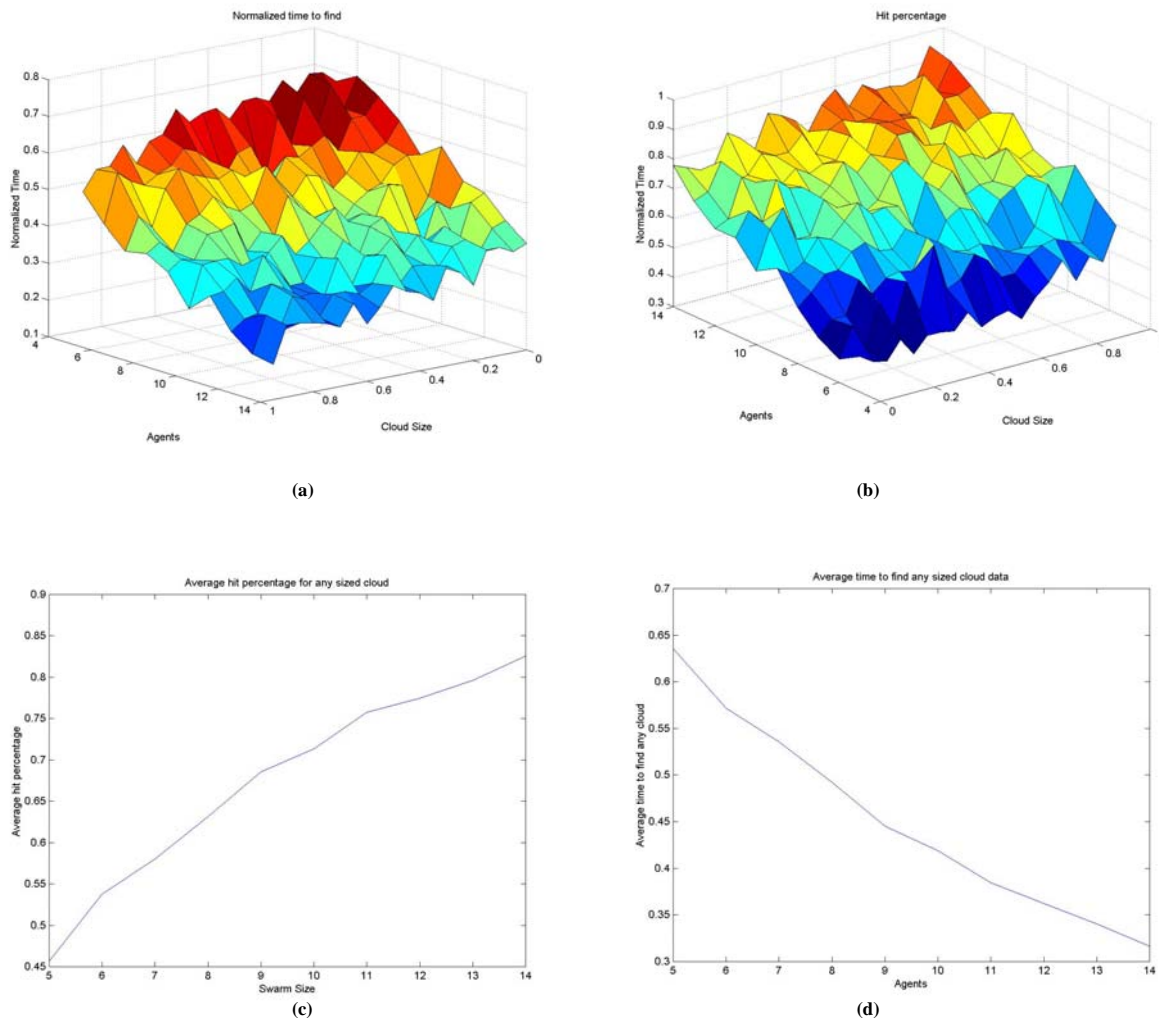 Normalized time to find
0.8
0.7
0.6
0.5
0.4
0.3
0.2
0.1
Normalized Time
4
6
8
10
12
14
Agents
1
0.8
0.6
0.4
0.2
0
Cloud Size
(a)
Hit percentage
1
0.9
0.8
0.7
0.6
0.5
0.4
0.3
Normalized Time
14
12
10
8
6
4
Agents
0
0.2
0.4
0.6
0.8
Cloud Size
(b)
Average hit percentage for any sized cloud
0.9
0.85
0.8
0.75
0.7
0.65
0.6
0.55
0.5
0.45
Average hit percentage
5 6 7 8 9 10 11 12 13 14
Swarm Size
(c)
Average time to find any sized cloud data
0.7
0.65
0.6
0.55
0.5
0.45
0.4
0.35
0.3
Average time to find any cloud
5 6 7 8 9 10 11 12 13 14
Agents
(d)